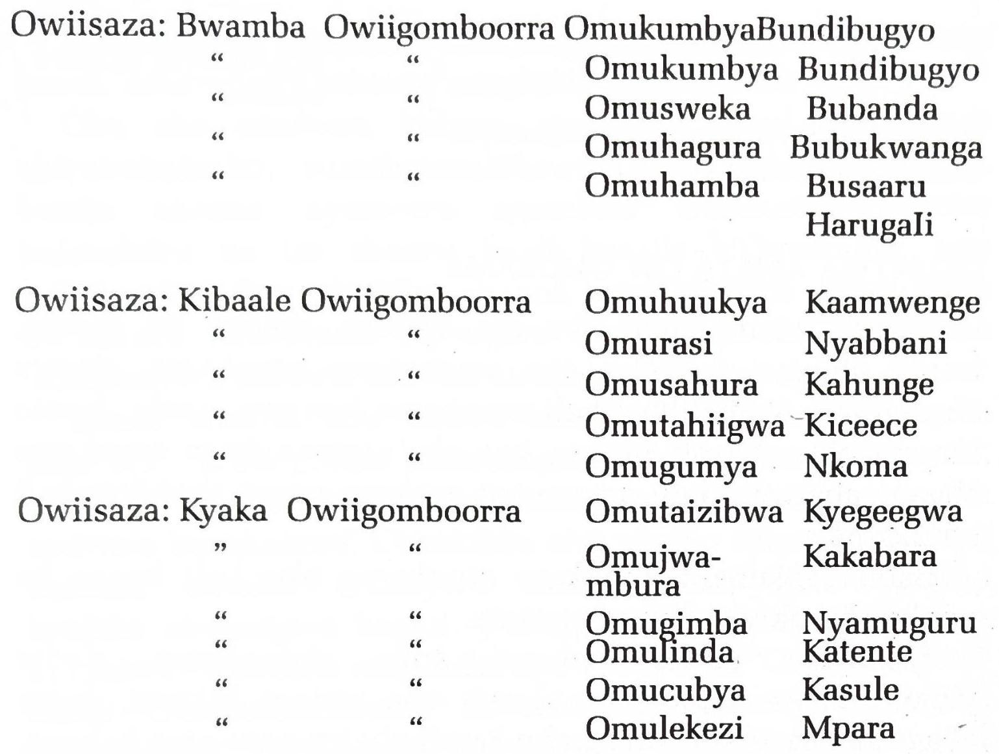 Owiisaza: Bwamba Owiigomboorra OmukumbyaBundibugyo
“ “ Omukumbya Bundibugyo
“ “ Omusweka Bubanda
“ “ Omuhagura Bubukwanga
“ “ Omuhamba Busaaru
HarugaIi
Owiisaza: Kibaale Owiigomboorra Omuhuukya Kaamwenge
“ “ Omurasi Nyabbani
“ “ Omusahura Kahunge
“ “ Omutahiigwa Kiceece
“ “ Omugumya Nkoma
Owiisaza: Kyaka Owiigomboorra Omutaizibwa Kyegeegwa
” “ Omujwa- Kakabara
mbura
“ “ Omugimba Nyamuguru
“ “ Omulinda Katente
“ “ Omucubya Kasule
“ “ Omulekezi Mpara